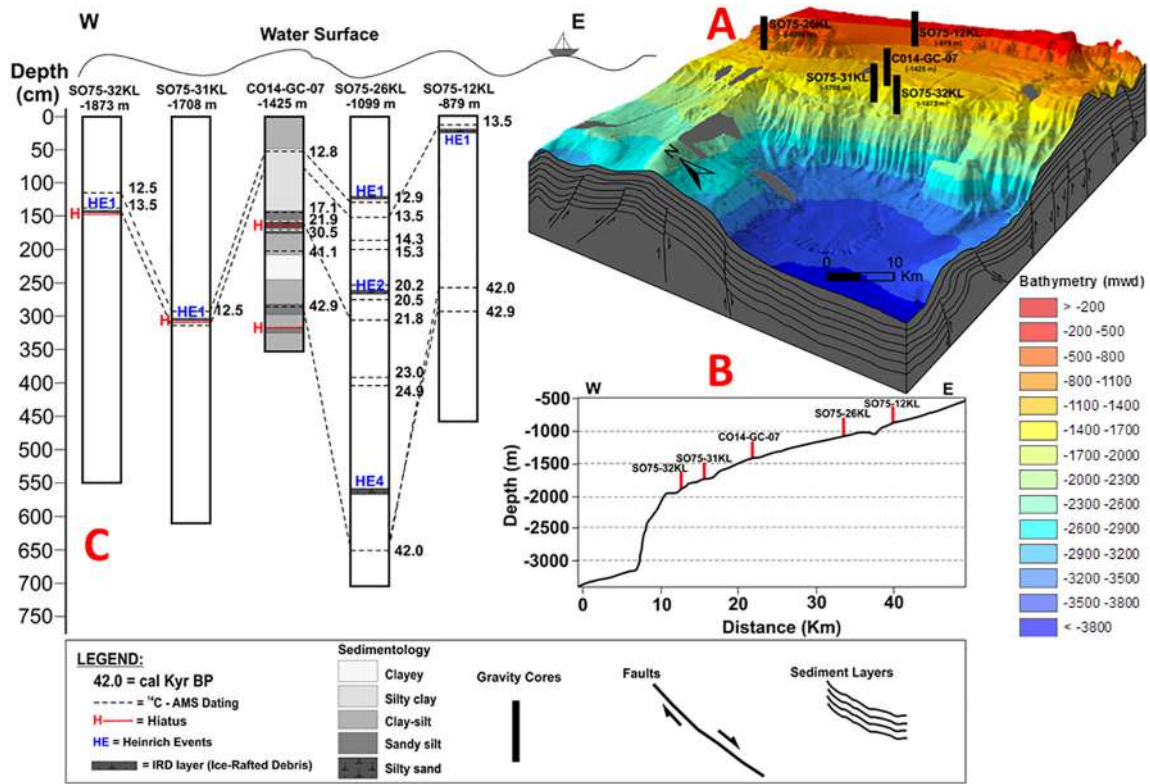 W
E
Water Surface
Depth
(cm)
SO75-32KL
-1873 m
SO75-31KL
-1708 m
CO14-GC-07
-1425 m
SO75-26KL
-1099 m
SO75-12KL
-879 m
0
50
100
150
200
250
300
350
400
450
500
550
600
650
700
750
12.5
HE1
13.5
H
HE1
12.5
H
12.8
17.1
21.9
H
30.5
41.1
42.9
H
HE1
12.9
13.5
14.3
15.3
20.2
HE2
20.5
21.8
23.0
24.9
HE4
42.0
13.5
HE1
42.0
42.9
C
A
SO75-26KL
SO75-12KL
(-879 m)
C014-GC-07
(-1425 m)
SO75-31KL
(-1708 m)
SO75-32KL
(-1873 m)
N
0 10
Km
Bathymetry (mwd)
> -200
-200 -500
-500 -800
-800 -1100
-1100 -1400
-1400 -1700
-1700 -2000
-2000 -2300
-2300 -2600
-2600 -2900
-2900 -3200
-3200 -3500
-3500 -3800
< -3800
B
W
E
-500
-1000
-1500
-2000
-2500
-3000
Depth (m)
SO75-32KL
SO75-31KL
CO14-GC-07
SO75-26KL
SO75-12KL
0 10 20 30 40
Distance (Km)
LEGEND:
42.0 = cal Kyr BP
= ¹⁴C - AMS Dating
H = Hiatus
HE = Heinrich Events
= IRD layer (Ice-Rafted Debris)
Sedimentology
Clayey
Silty clay
Clay-silt
Sandy silt
Silty sand
Gravity Cores
Faults
Sediment Layers